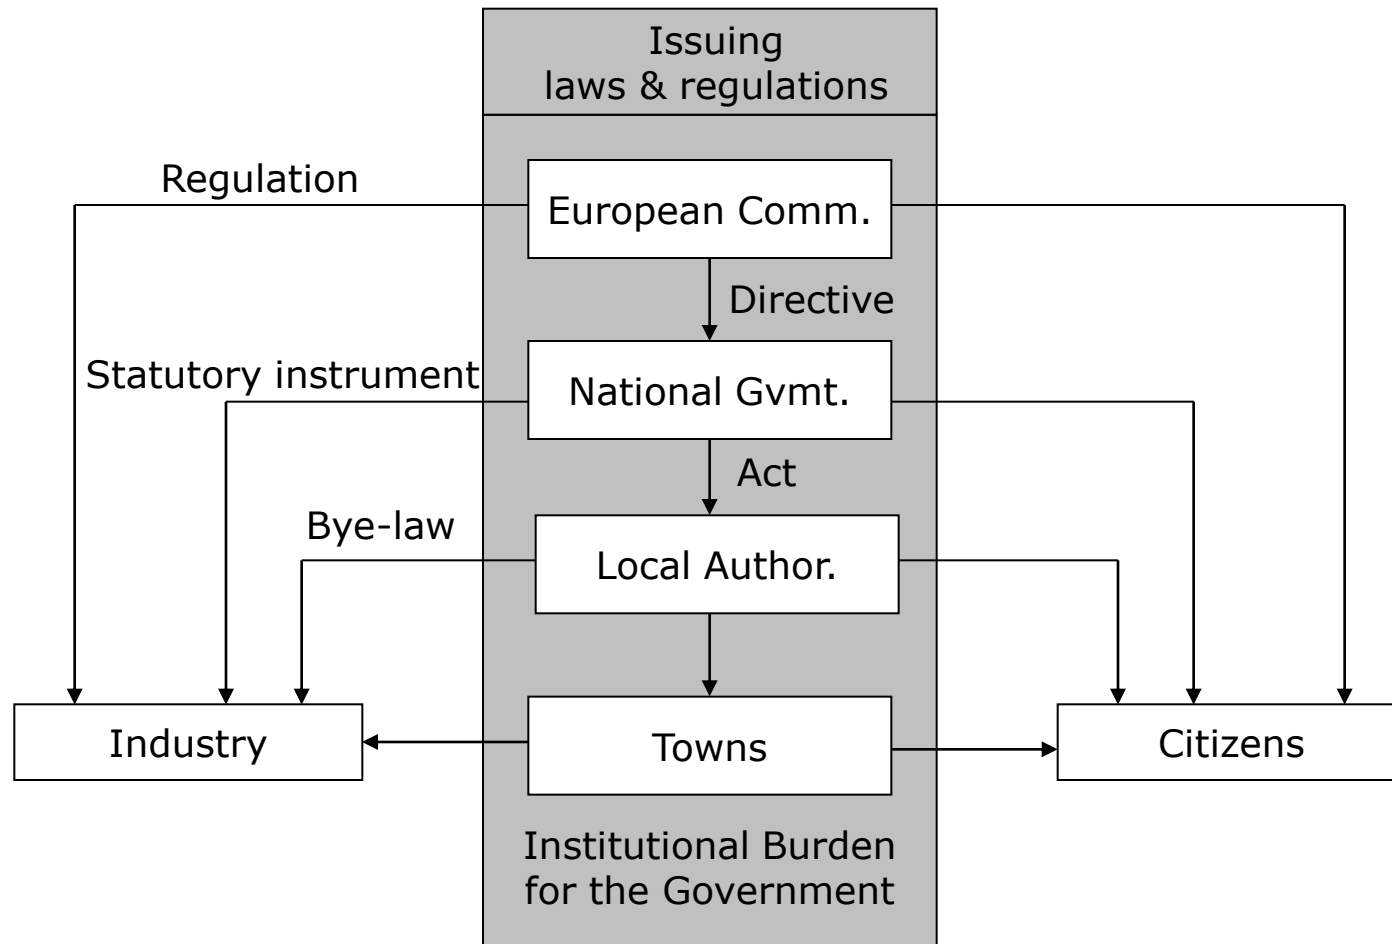 Issuing
laws & regulations
Regulation
European Comm.
Directive
Statutory instrument
National Gvmt.
Act
Bye-law
Local Author.
Industry
Towns
Citizens
Institutional Burden
for the Government